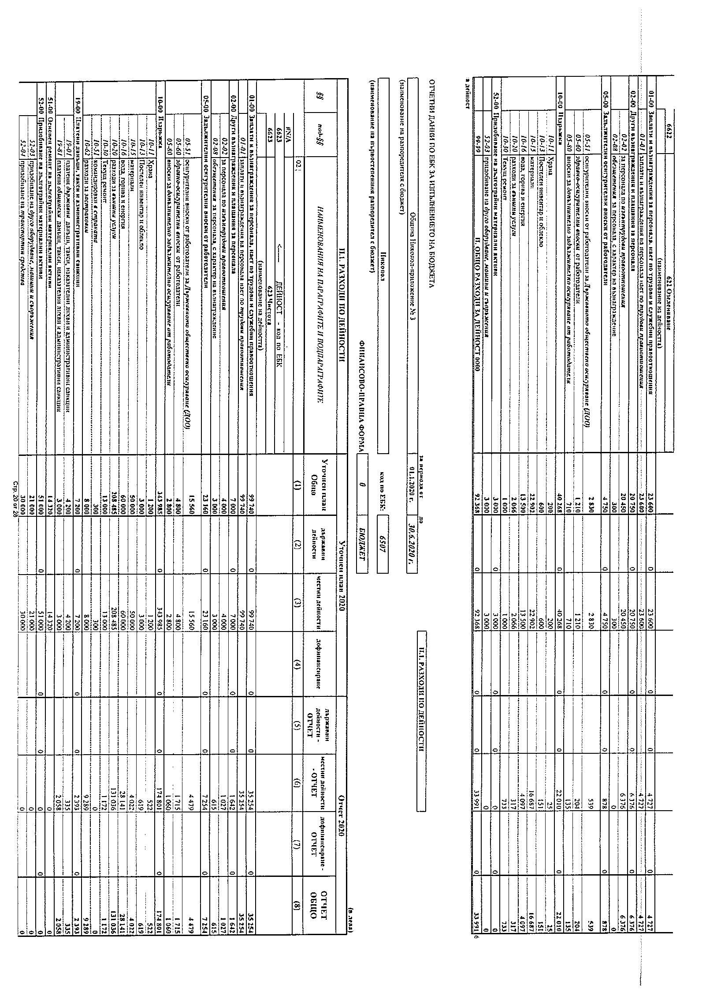 6622 622 Озеленяване
(наименование на дейността)
01-00 Заплати и възнаграждения за персонала, нает по трудови и служебни правоотношения 23 600 0 23 600 0 0 4 727 0 4 727
01-01 заплати и възнаграждения на персонала нает по трудови правоотношения 23 600 23 600 4 727 4 727
02-00 Други възнаграждения и плащания за персонала 20 750 0 20 750 0 0 6 376 0 6 376
02-02 за персонала по извънтрудови правоотношения 20 450 20 450 6 376 6 376
02-08 обезщетения за персонала, с характер на възнаграждение 300 300 0 0
05-00 Задължителни осигурителни вноски от работодатели 4 750 0 4 750 0 0 878 0 878
05-51 осигурителни вноски от работодатели за Държавното обществено осигуряване (ДОО) 2 830 2 830 539 539
05-60 здравно-осигурителни вноски от работодатели 1 210 1 210 204 204
05-80 вноски за допълнително задължително осигуряване от работодатели 710 710 135 135
10-00 Издръжка 40 268 0 40 268 0 0 22 010 0 22 010
10-11 Храна 200 200 25 25
10-13 Постелен инвентар и облекло 600 600 151 151
10-15 материали 22 902 22 902 16 687 16 687
10-16 вода, горива и енергия 13 500 13 500 4 097 4 097
10-20 разходи за външни услуги 2 066 2 066 317 317
10-30 Текущ ремонт 1 000 1 000 733 733
52-00 Придобиване на дълготрайни материални активи 3 000 0 3 000 0 0 0 0 0
52-03 придобиване на друго оборудване, машини и съоръжения 3 000 3 000 0 0
99-99 II. ОБЩО РАЗХОДИ ЗА ДЕЙНОСТ 0000 92 368 0 92 368 0 0 33 991 0 33 991 6
а дейност
ОТЧЕТНИ ДАННИ ПО ЕБК ЗА ИЗПЪЛНЕНИЕТО НА БЮДЖЕТА
за периода от до
II.1. РАЗХОДИ ПО ДЕЙНОСТИ
Община Никопол-приложение № 3 01.1.2020 г. 30.6.2020 г.
(наименование на разпоредителя с бюджет)
Никопол код по ЕБК: 6507
(наименование на първостепенния разпоредител с бюджет)
ФИНАНСОВО-ПРАВНА ФОРМА 0 БЮДЖЕТ
(в лева)
II.1. РАЗХОДИ ПО ДЕЙНОСТИ Уточнен план 2020 Отчет 2020
§§ под-§§ НАИМЕНОВАНИЯ НА ПАРАГРАФИТЕ И ПОДПАРАГРАФИТЕ Уточнен план Общо държавни дейности местни дейности дофинансиране държавни дейности - ОТЧЕТ местни дейности - ОТЧЕТ дофинансиране - ОТЧЕТ ОТЧЕТ ОБЩО
02 (1) (2) (3) (4) (5) (6) (7) (8)
#N/A
6623 <------ ДЕЙНОСТ - код по ЕБК
6623 623 Чистота
(наименование на дейността)
01-00 Заплати и възнаграждения за персонала, нает по трудови и служебни правоотношения 99 740 0 99 740 0 0 35 254 0 35 254
01-01 заплати и възнаграждения на персонала нает по трудови правоотношения 99 740 99 740 35 254 35 254
02-00 Други възнаграждения и плащания за персонала 7 000 0 7 000 0 0 1 642 0 1 642
02-02 за персонала по извънтрудови правоотношения 4 000 4 000 1 027 1 027
02-08 обезщетения за персонала, с характер на възнаграждение 3 000 3 000 615 615
05-00 Задължителни осигурителни вноски от работодатели 23 160 0 23 160 0 0 7 254 0 7 254
05-51 осигурителни вноски от работодатели за Държавното обществено осигуряване (ДОО) 15 560 15 560 4 479 4 479
05-60 здравно-осигурителни вноски от работодатели 4 800 4 800 1 715 1 715
05-80 вноски за допълнително задължително осигуряване от работодатели 2 800 2 800 1 060 1 060
10-00 Издръжка 343 985 0 343 985 0 0 174 801 0 174 801
10-11 Храна 1 200 1 200 522 522
10-13 Постелен инвентар и облекло 3 000 3 000 619 619
10-15 материали 50 000 50 000 4 022 4 022
10-16 вода, горива и енергия 60 000 60 000 28 141 28 141
10-20 разходи за външни услуги 208 485 208 485 131 036 131 036
10-30 Текущ ремонт 13 000 13 000 1 172 1 172
10-51 командировки в страната 300 300 0 0
10-62 разходи за застраховки 8 000 8 000 9 289 9 289
19-00 Платени данъци, такси и административни санкции 7 200 0 7 200 0 0 2 393 0 2 393
19-01 платени държавни данъци, такси, наказателни лихви и административни санкции 4 200 4 200 335 335
19-81 платени общински данъци, такси, наказателни лихви и административни санкции 3 000 3 000 2 058 2 058
51-00 Основен ремонт на дълготрайни материални активи 14 320 14 320 0 0
52-00 Придобиване на дълготрайни материални активи 51 000 0 51 000 0 0 0 0 0
52-03 придобиване на друго оборудване, машини и съоръжения 21 000 21 000 0 0
52-04 придобиване на транспортни средства 30 000 30 000 0 0
Стр. 20 от 28